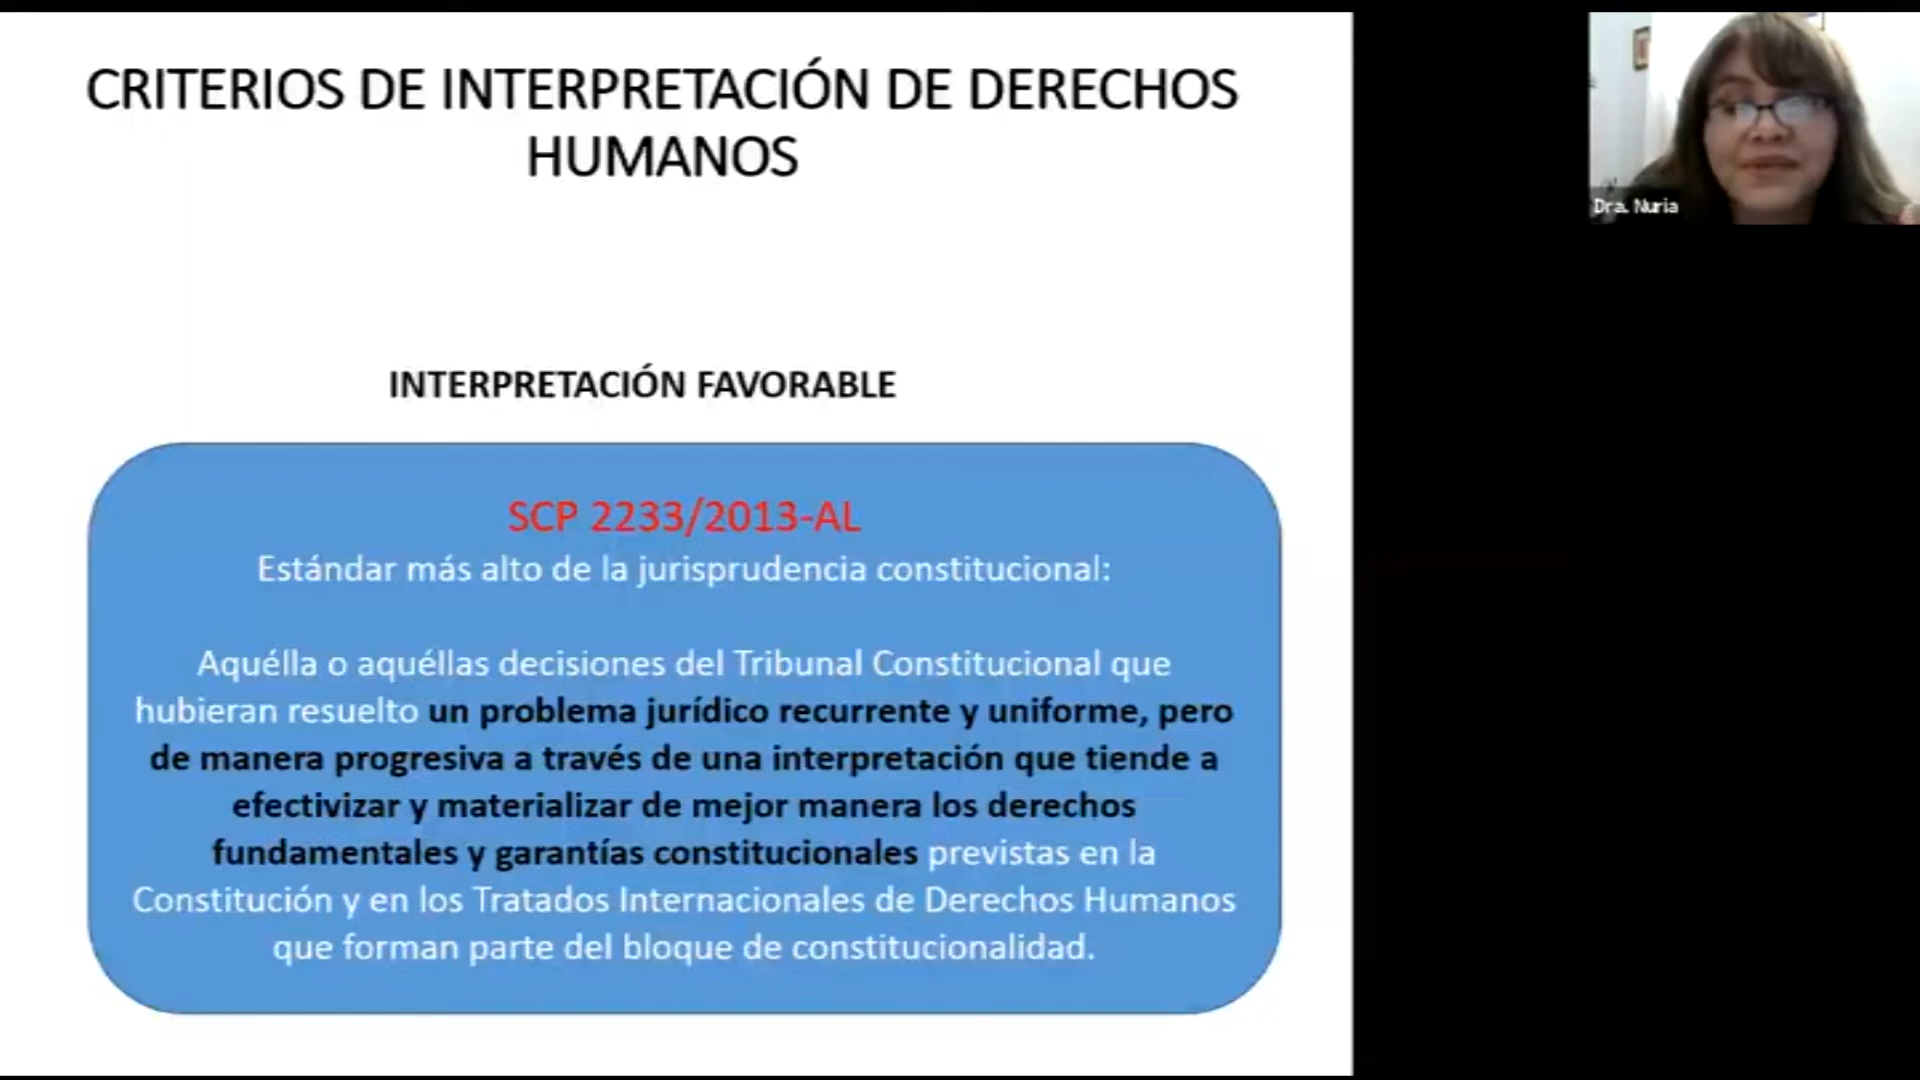 CRITERIOS DE INTERPRETACIÓN DE DERECHOS
HUMANOS
Dra. Nuria
INTERPRETACIÓN FAVORABLE
SCP 2233/2013-AL
Estándar más alto de la jurisprudencia constitucional:
Aquélla o aquéllas decisiones del Tribunal Constitucional que
hubieran resuelto un problema jurídico recurrente y uniforme, pero
de manera progresiva a través de una interpretación que tiende a
efectivizar y materializar de mejor manera los derechos
fundamentales y garantías constitucionales previstas en la
Constitución y en los Tratados Internacionales de Derechos Humanos
que forman parte del bloque de constitucionalidad.